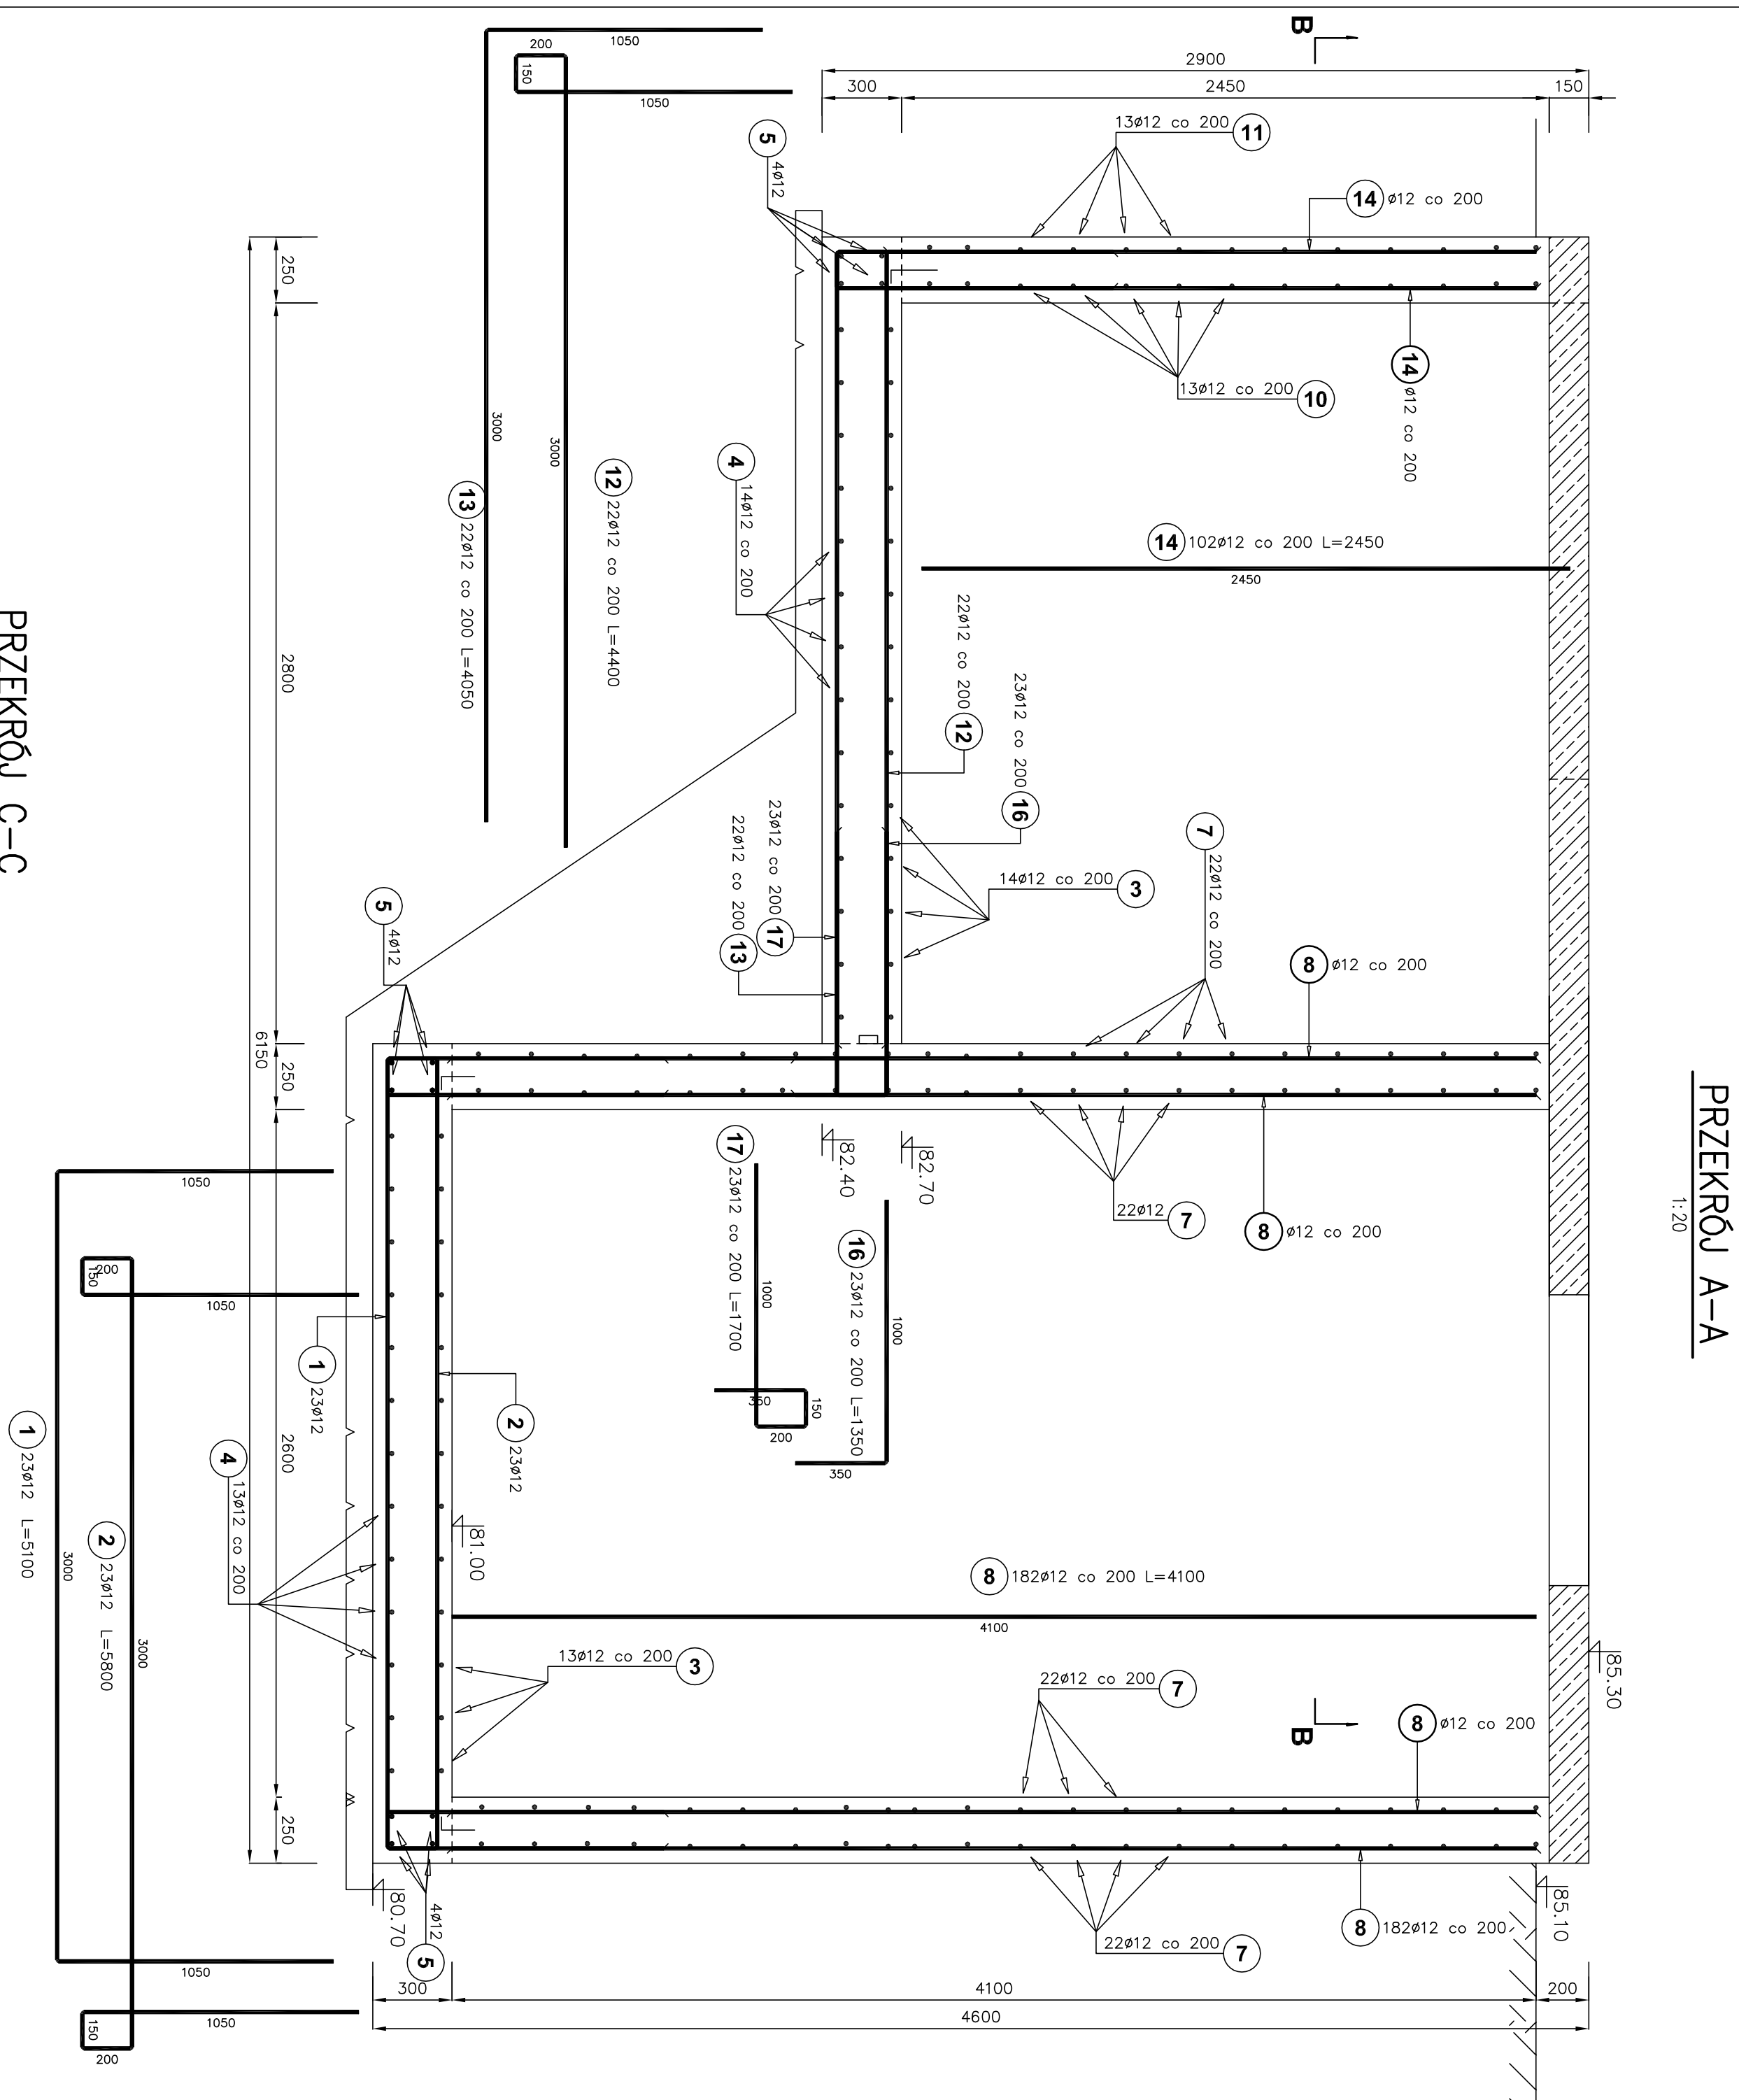 PRZEKRÓJ A-A
1:20
B
2900
300
2450
150
1050
200
150
1050
3000
3000
13ø12 co 200 11
14 ø12 co 200
5 4ø12
14 ø12 co 200
13ø12 co 200 10
12 22ø12 co 200 L=4400
13 22ø12 co 200 L=4050
4 14ø12 co 200
14 102ø12 co 200 L=2450
2450
22ø12 co 200 12
23ø12 co 200 16
14ø12 co 200 3
7 22ø12 co 200
8 ø12 co 200
23ø12 co 200 17
22ø12 co 200 13
5 4ø12
250
2800
250
2600
250
6150
82.40
82.70
22ø12 7
8 ø12 co 200
17 23ø12 co 200 L=1700
1000
350
150
200
16 23ø12 co 200 L=1350
1000
350
1 23ø12
2 23ø12
81.00
4 13ø12 co 200
13ø12 co 200 3
8 182ø12 co 200 L=4100
4100
22ø12 co 200 7
B
8 ø12 co 200
85.30
85.10
80.70
4ø12 5
22ø12 co 200 7
8 182ø12 co 200
300
4100
200
4600
1050
200
150
1050
1 23ø12 L=5100
3000
2 23ø12 L=5800
3000
1050
1050
150
200
PRZEKRÓJ C-C